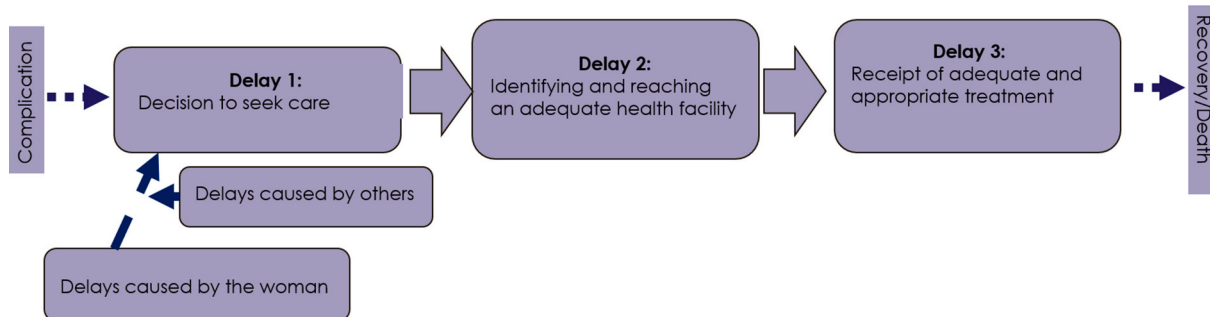 Complication
Delay 1:
Decision to seek care
Delay 2:
Identifying and reaching
an adequate health facility
Delay 3:
Receipt of adequate and
appropriate treatment
Recovery/Death
Delays caused by others
Delays caused by the woman